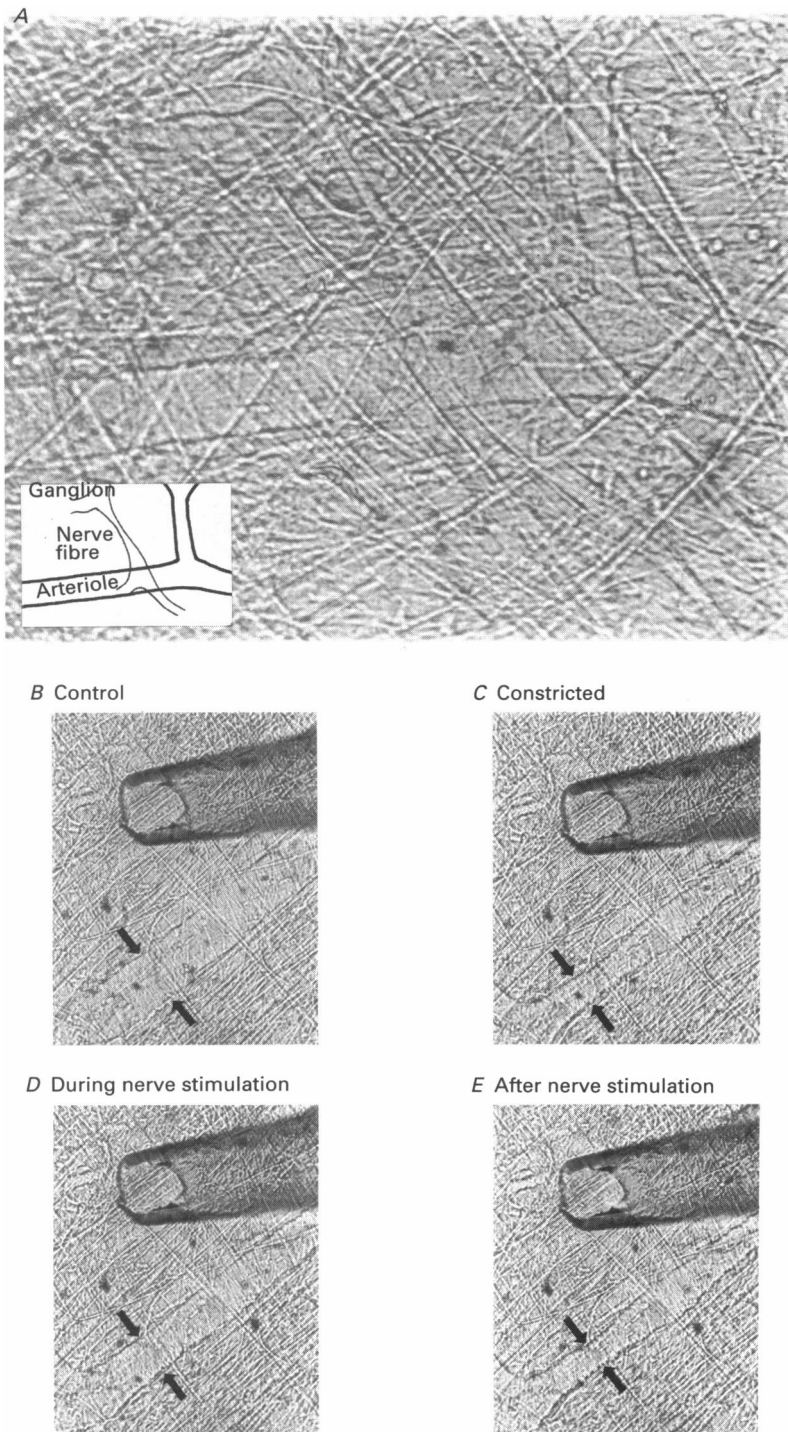 A
Ganglion
Nerve
fibre
Arteriole
B Control
C Constricted
D During nerve stimulation
E After nerve stimulation